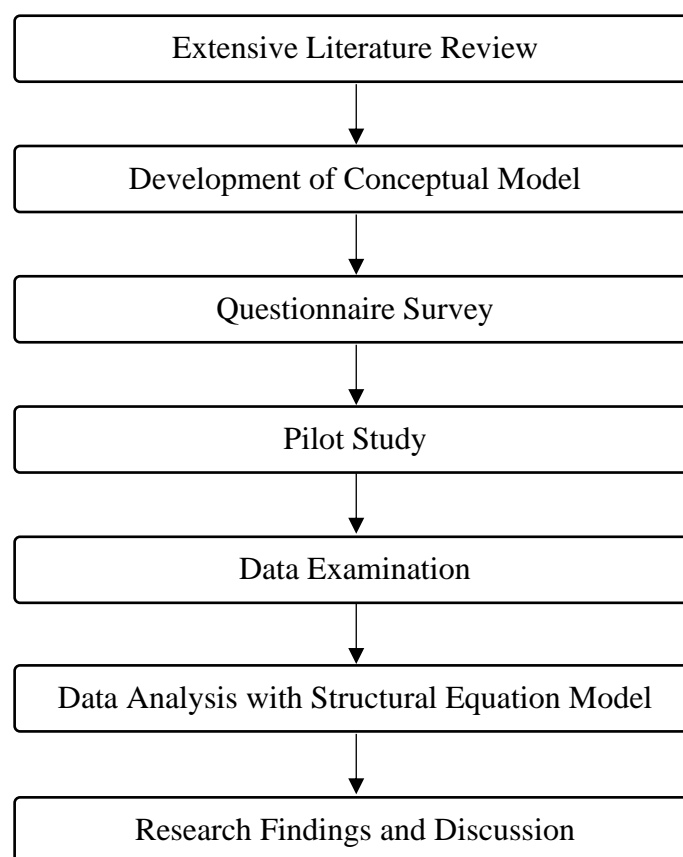 Extensive Literature Review
Development of Conceptual Model
Questionnaire Survey
Pilot Study
Data Examination
Data Analysis with Structural Equation Model
Research Findings and Discussion